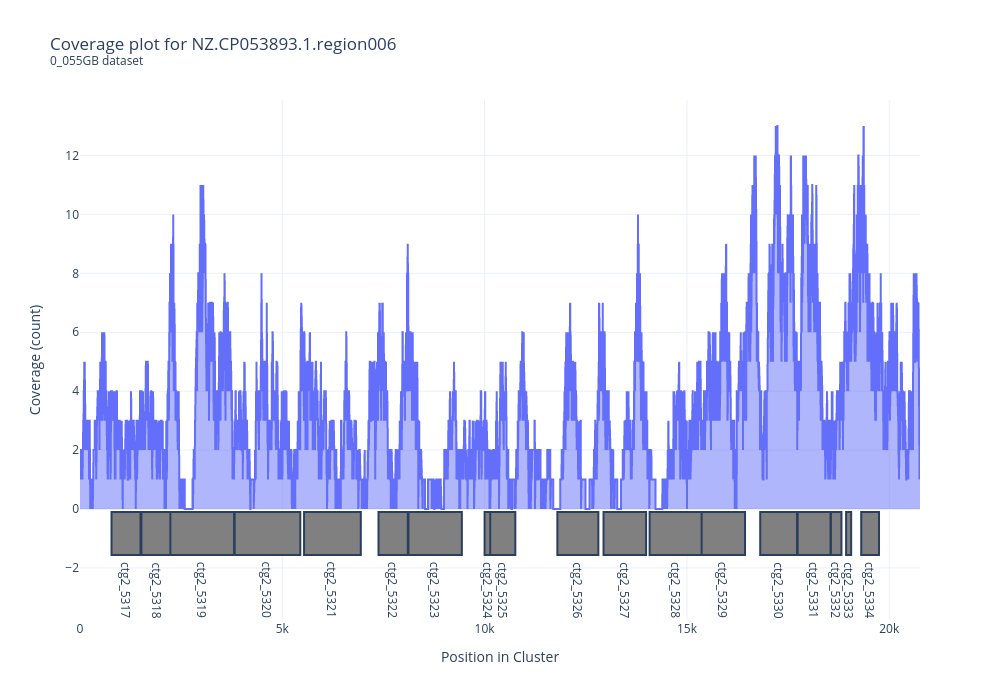 Coverage plot for NZ.CP053893.1.region006
0_055GB dataset
Coverage (count)
12
10
8
6
4
2
0
−2
ctg2_5317
ctg2_5318
ctg2_5319
ctg2_5320
ctg2_5321
ctg2_5322
ctg2_5323
ctg2_5324
ctg2_5325
ctg2_5326
ctg2_5327
ctg2_5328
ctg2_5329
ctg2_5330
ctg2_5331
ctg2_5332
ctg2_5333
ctg2_5334
0
5k
10k
15k
20k
Position in Cluster